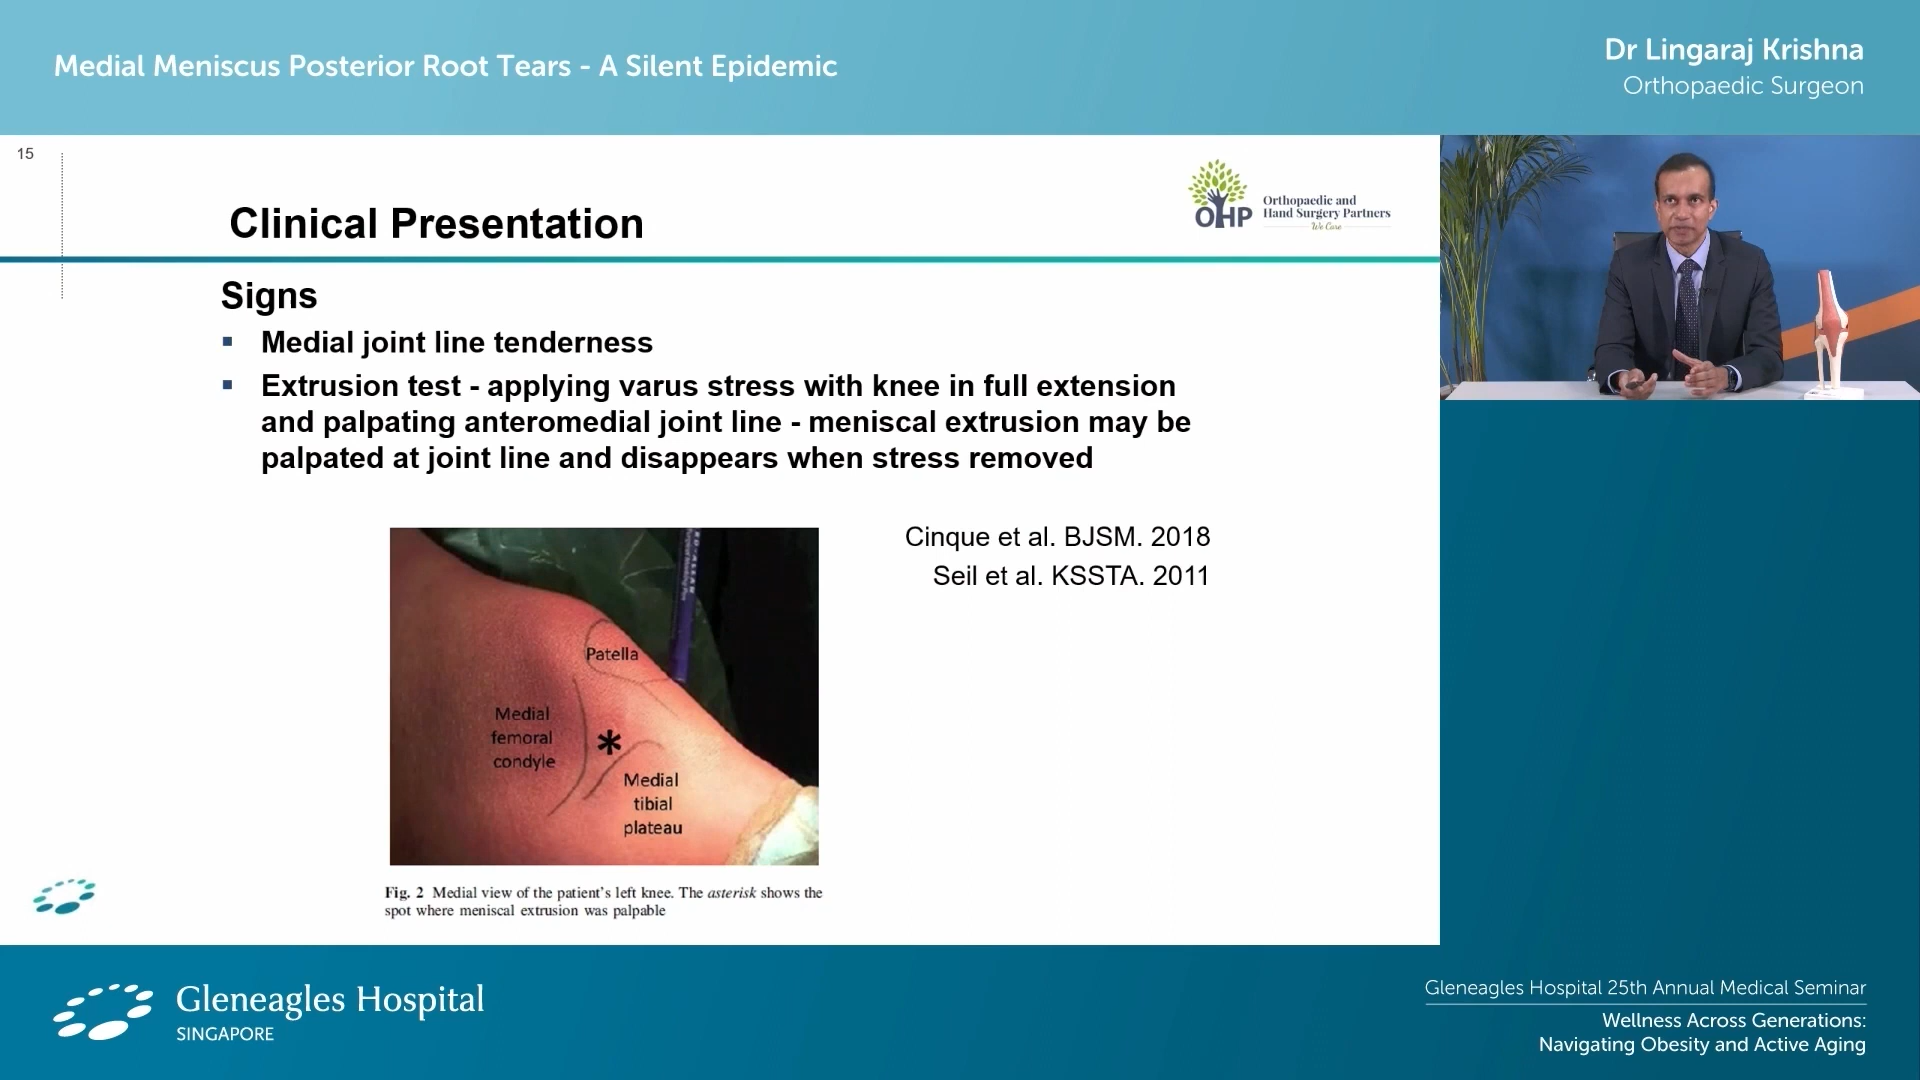 Medial Meniscus Posterior Root Tears - A Silent Epidemic
Dr Lingaraj Krishna
Orthopaedic Surgeon
15
OHP
Orthopaedic and
Hand Surgery Partners
We Care
Clinical Presentation
Signs
▪ Medial joint line tenderness
▪ Extrusion test - applying varus stress with knee in full extension
and palpating anteromedial joint line - meniscal extrusion may be
palpated at joint line and disappears when stress removed
Cinque et al. BJSM. 2018
Seil et al. KSSTA. 2011
Patella
Medial
femoral
condyle
*
Medial
tibial
plateau
Fig. 2 Medial view of the patient's left knee. The asterisk shows the
spot where meniscal extrusion was palpable
Gleneagles Hospital
SINGAPORE
Gleneagles Hospital 25th Annual Medical Seminar
Wellness Across Generations:
Navigating Obesity and Active Aging